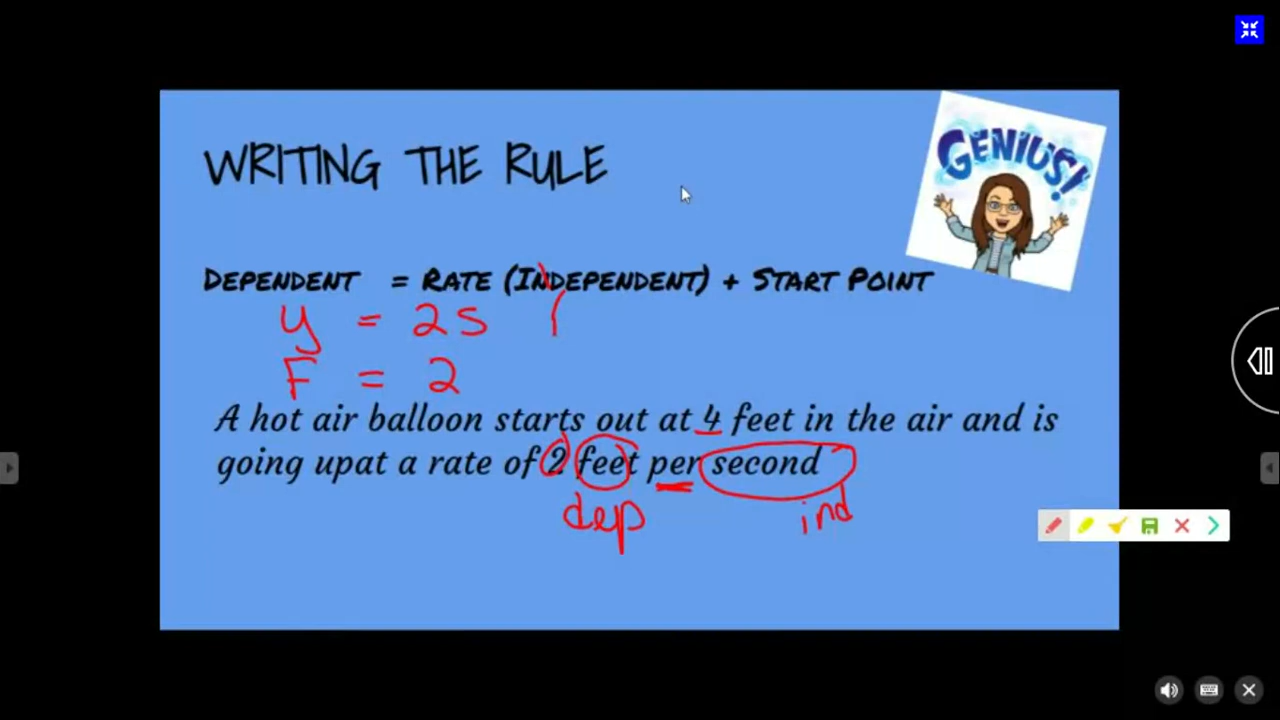 GENIUS!
WRITING THE RULE
DEPENDENT = RATE (INDEPENDENT) + START POINT
y = 2s (
F = 2
A hot air balloon starts out at 4 feet in the air and is
going upat a rate of 2 feet per second
dep ind